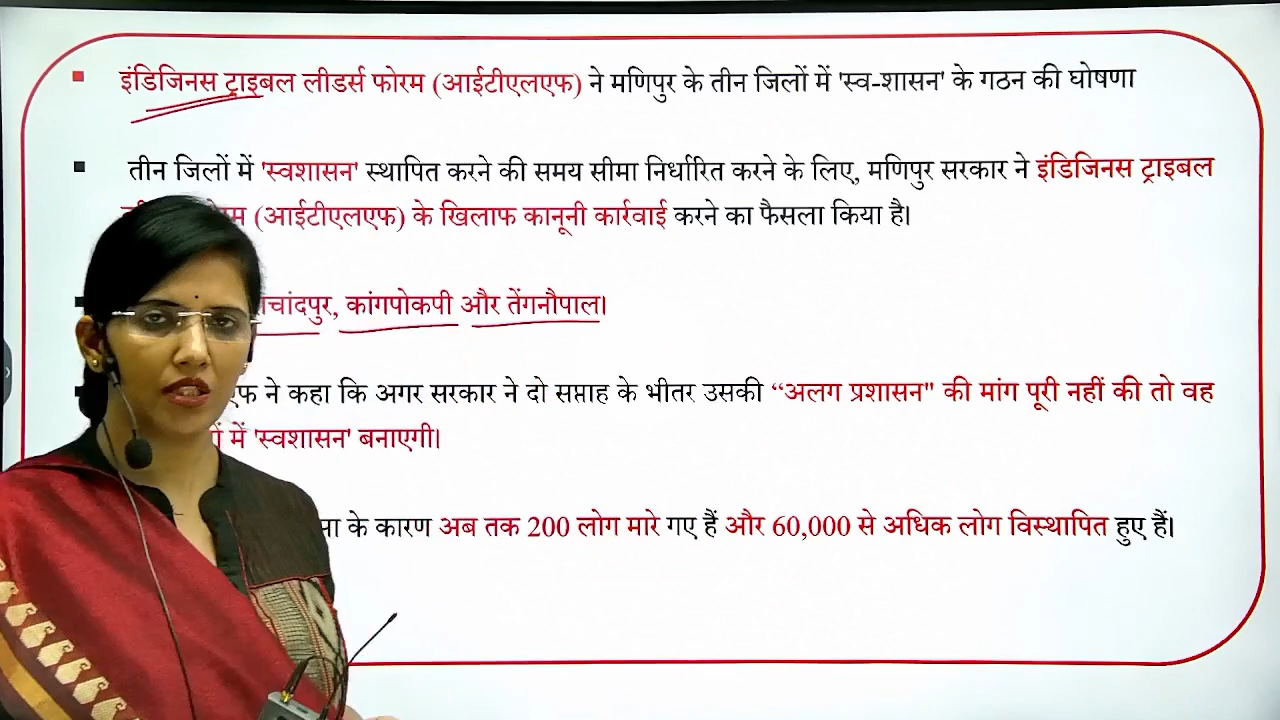 इंडिजिनस ट्राइबल लीडर्स फोरम (आईटीएलएफ) ने मणिपुर के तीन जिलों में 'स्व-शासन' के गठन की घोषणा
तीन जिलों में 'स्वशासन' स्थापित करने की समय सीमा निर्धारित करने के लिए, मणिपुर सरकार ने इंडिजिनस ट्राइबल
(आईटीएलएफ) के खिलाफ कानूनी कार्रवाई करने का फैसला किया है।
कांगपोकपी और तेंगनौपाल।
ने कहा कि अगर सरकार ने दो सप्ताह के भीतर उसकी “अलग प्रशासन" की मांग पूरी नहीं की तो वह
में 'स्वशासन' बनाएगी।
के कारण अब तक 200 लोग मारे गए हैं और 60,000 से अधिक लोग विस्थापित हुए हैं।